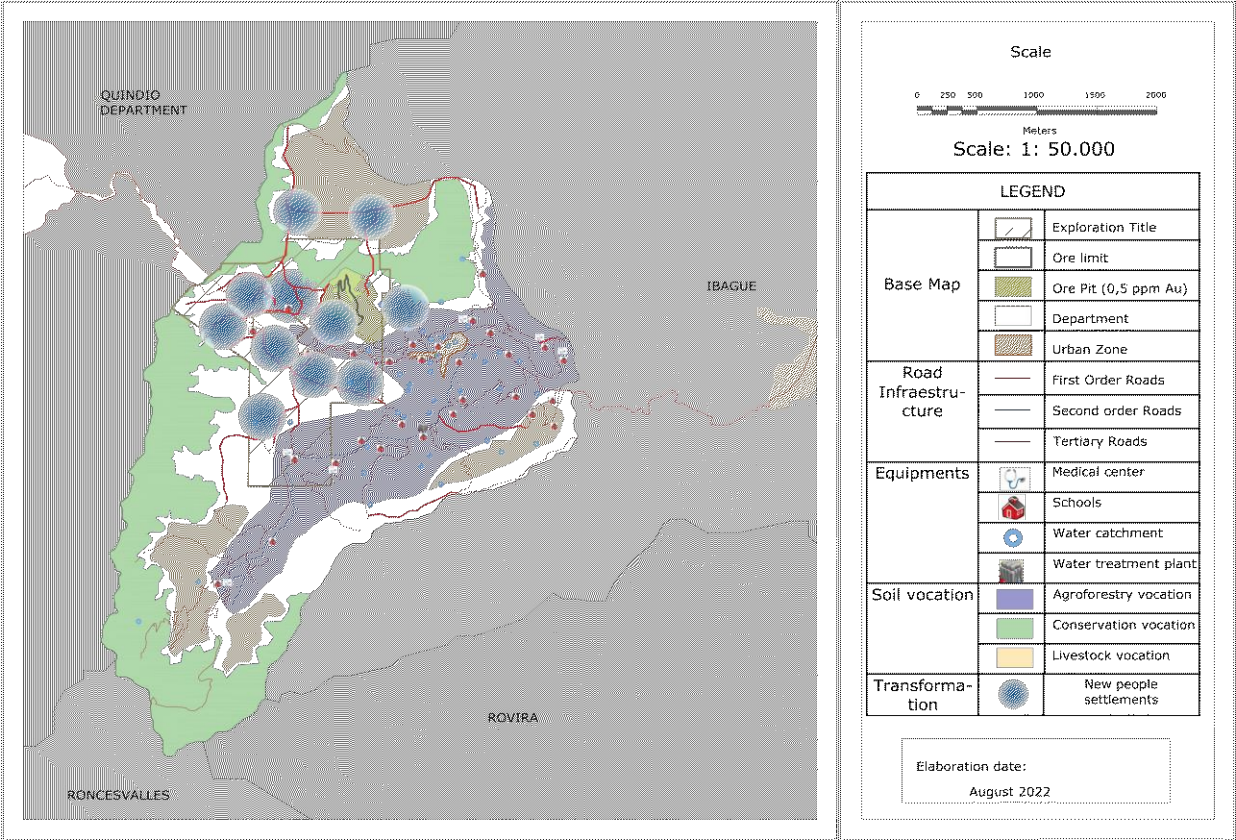 QUINDIO
DEPARTMENT
IBAGUE
ROVIRA
RONCESVALLES
Scale
0 250 500 1000 1500 2000
Meters
Scale: 1: 50.000
LEGEND
Base Map
Exploration Title
Ore limit
Ore Pit (0,5 ppm Au)
Department
Urban Zone
Road
Infraestru-
cture
First Order Roads
Second order Roads
Tertiary Roads
Equipments
Medical center
Schools
Water catchment
Water treatment plant
Soil vocation
Agroforestry vocation
Conservation vocation
Livestock vocation
Transforma-
tion
New people
settlements
Elaboration date:
August 2022